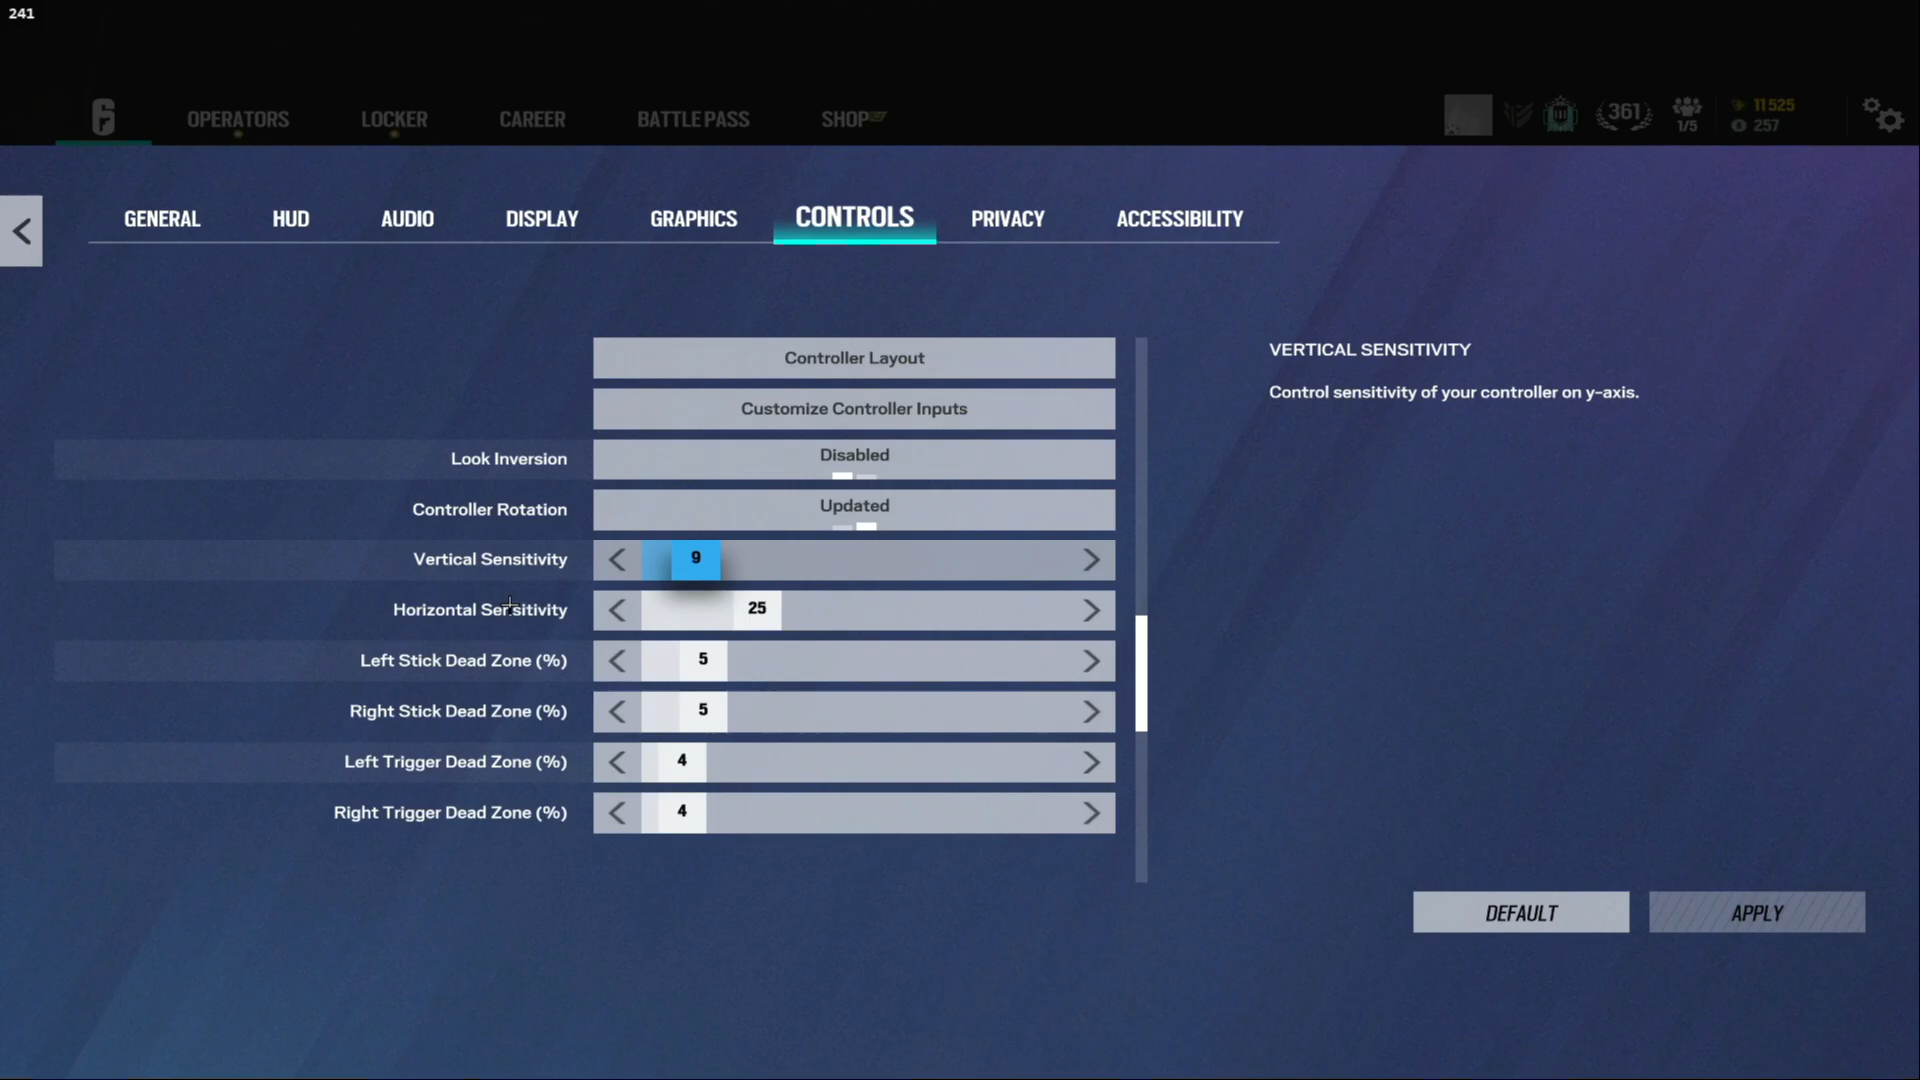 241
OPERATORS
LOCKER
CAREER
BATTLE PASS
SHOP
361
1/5
11 525
257
GENERAL
HUD
AUDIO
DISPLAY
GRAPHICS
CONTROLS
PRIVACY
ACCESSIBILITY
Controller Layout
Customize Controller Inputs
Look Inversion
Disabled
Controller Rotation
Updated
Vertical Sensitivity
9
Horizontal Sensitivity
25
Left Stick Dead Zone (%)
5
Right Stick Dead Zone (%)
5
Left Trigger Dead Zone (%)
4
Right Trigger Dead Zone (%)
4
VERTICAL SENSITIVITY
Control sensitivity of your controller on y-axis.
DEFAULT
APPLY